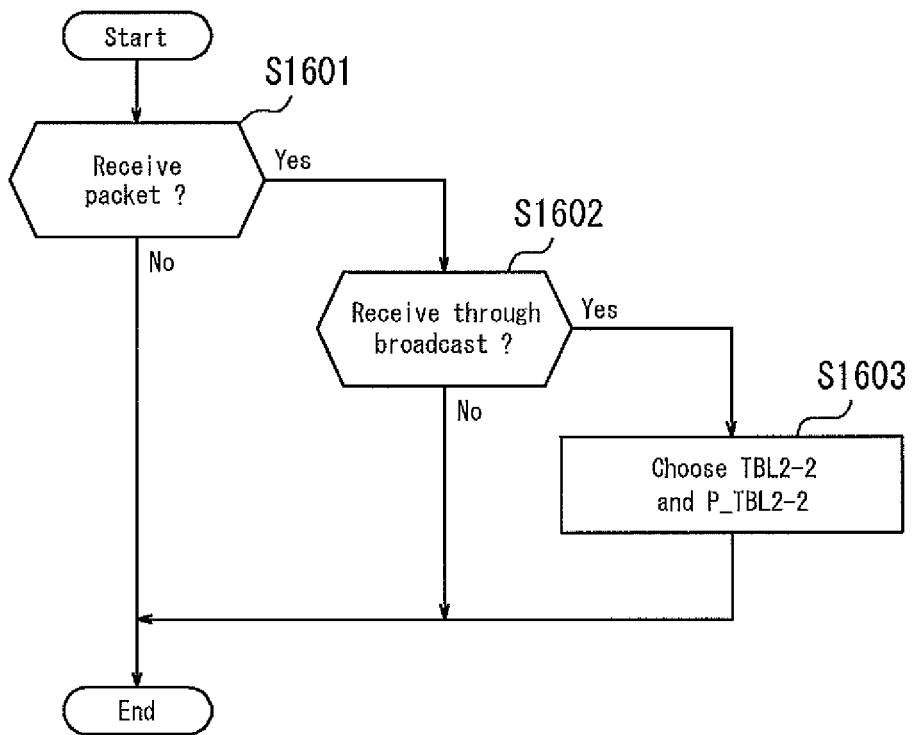 Start
S1601
Receive
packet ?
Yes
No
S1602
Receive through
broadcast ?
Yes
No
S1603
Choose TBL2-2
and P_TBL2-2
End